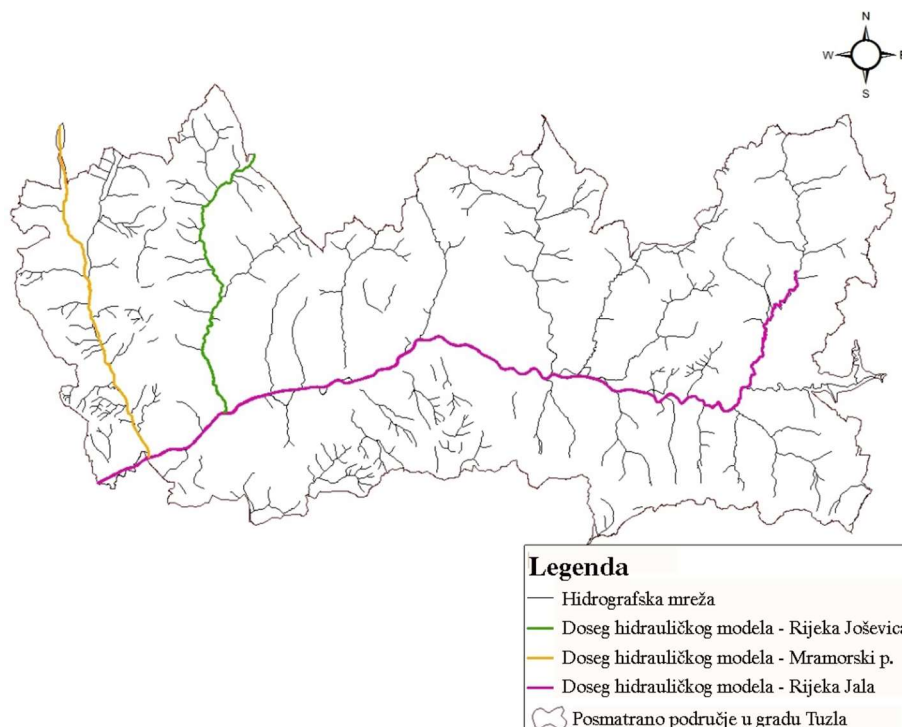 N
W E
S
Legenda
Hidrografska mreža
Doseg hidrauličkog modela - Rijeka Joševica
Doseg hidrauličkog modela - Mramorski p.
Doseg hidrauličkog modela - Rijeka Jala
Posmatrano područje u gradu Tuzla